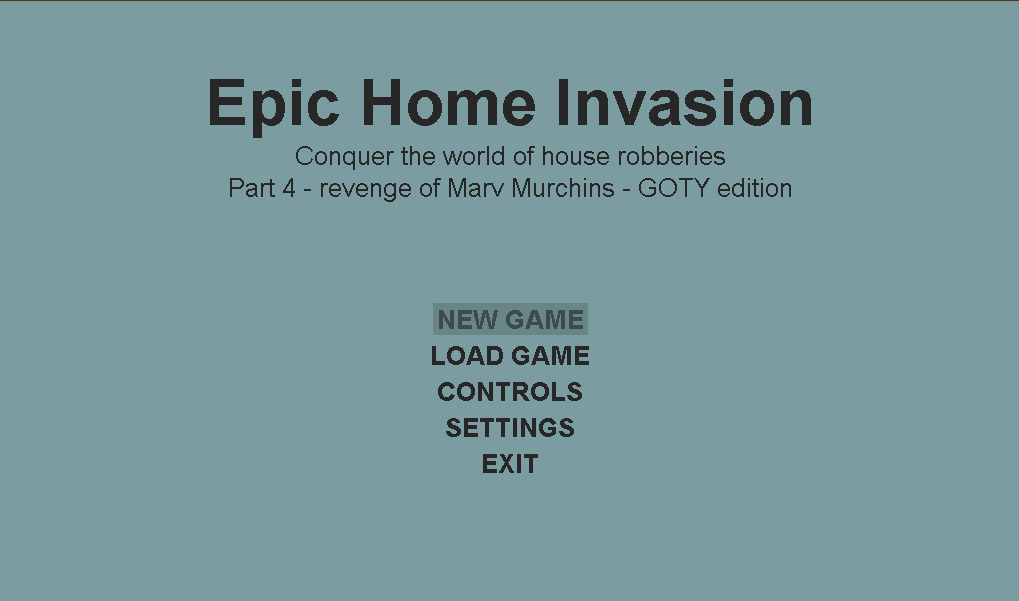 Epic Home Invasion
Conquer the world of house robberies
Part 4 - revenge of Marv Murchins - GOTY edition
NEW GAME
LOAD GAME
CONTROLS
SETTINGS
EXIT